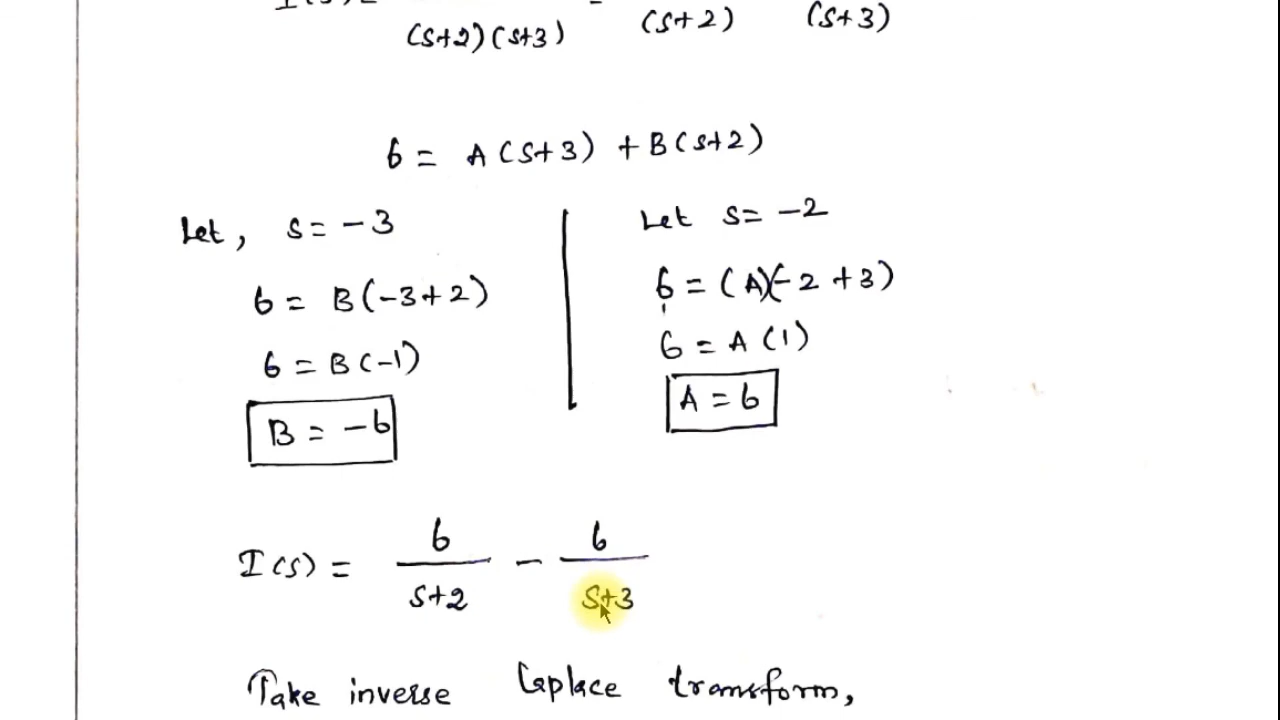 I(s) =
(s+2)(s+3) (s+2) (s+3)
6 = A(s+3) + B(s+2)
Let, s = -3
6 = B(-3+2)
6 = B(-1)
B = -6
Let s = -2
6 = (A)(-2+3)
6 = A(1)
A = 6
I(s) = 6/s+2 - 6/s+3
Take inverse Laplace transform,